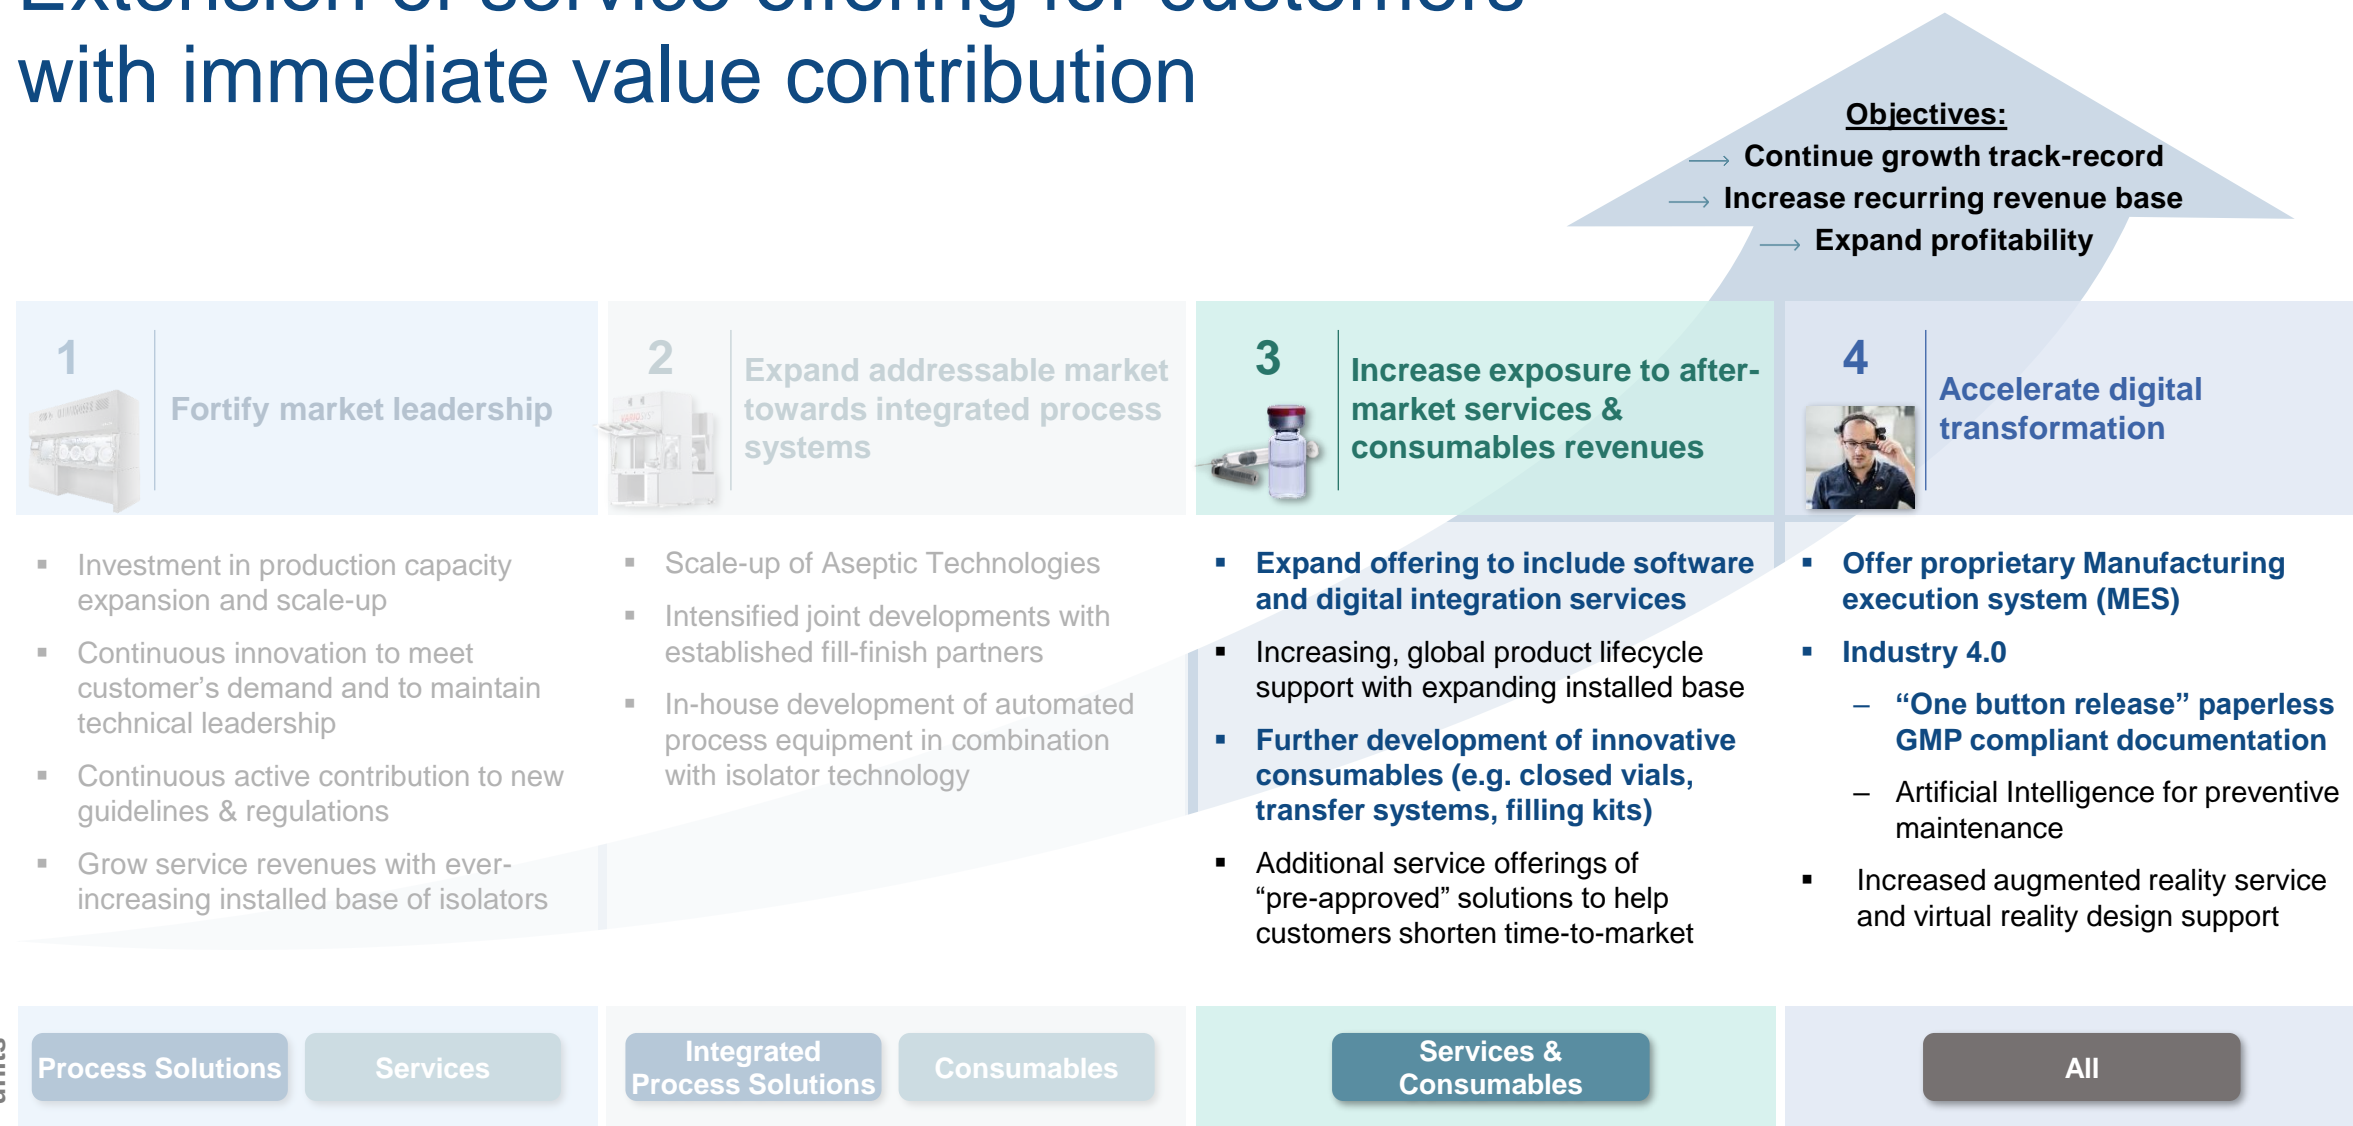 Extension of service offering for customers
with immediate value contribution
Objectives:
→ Continue growth track-record
→ Increase recurring revenue base
→ Expand profitability
1
Fortify market leadership
2
Expand addressable market
towards integrated process
systems
3
Increase exposure to after-
market services &
consumables revenues
4
Accelerate digital
transformation
▪ Investment in production capacity
expansion and scale-up
▪ Continuous innovation to meet
customer’s demand and to maintain
technical leadership
▪ Continuous active contribution to new
guidelines & regulations
▪ Grow service revenues with ever-
increasing installed base of isolators
▪ Scale-up of Aseptic Technologies
▪ Intensified joint developments with
established fill-finish partners
▪ In-house development of automated
process equipment in combination
with isolator technology
▪ Expand offering to include software
and digital integration services
▪ Increasing, global product lifecycle
support with expanding installed base
▪ Further development of innovative
consumables (e.g. closed vials,
transfer systems, filling kits)
▪ Additional service offerings of
“pre-approved” solutions to help
customers shorten time-to-market
▪ Offer proprietary Manufacturing
execution system (MES)
▪ Industry 4.0
– “One button release” paperless
GMP compliant documentation
– Artificial Intelligence for preventive
maintenance
▪ Increased augmented reality service
and virtual reality design support
units
Process Solutions
Services
Integrated
Process Solutions
Consumables
Services &
Consumables
All